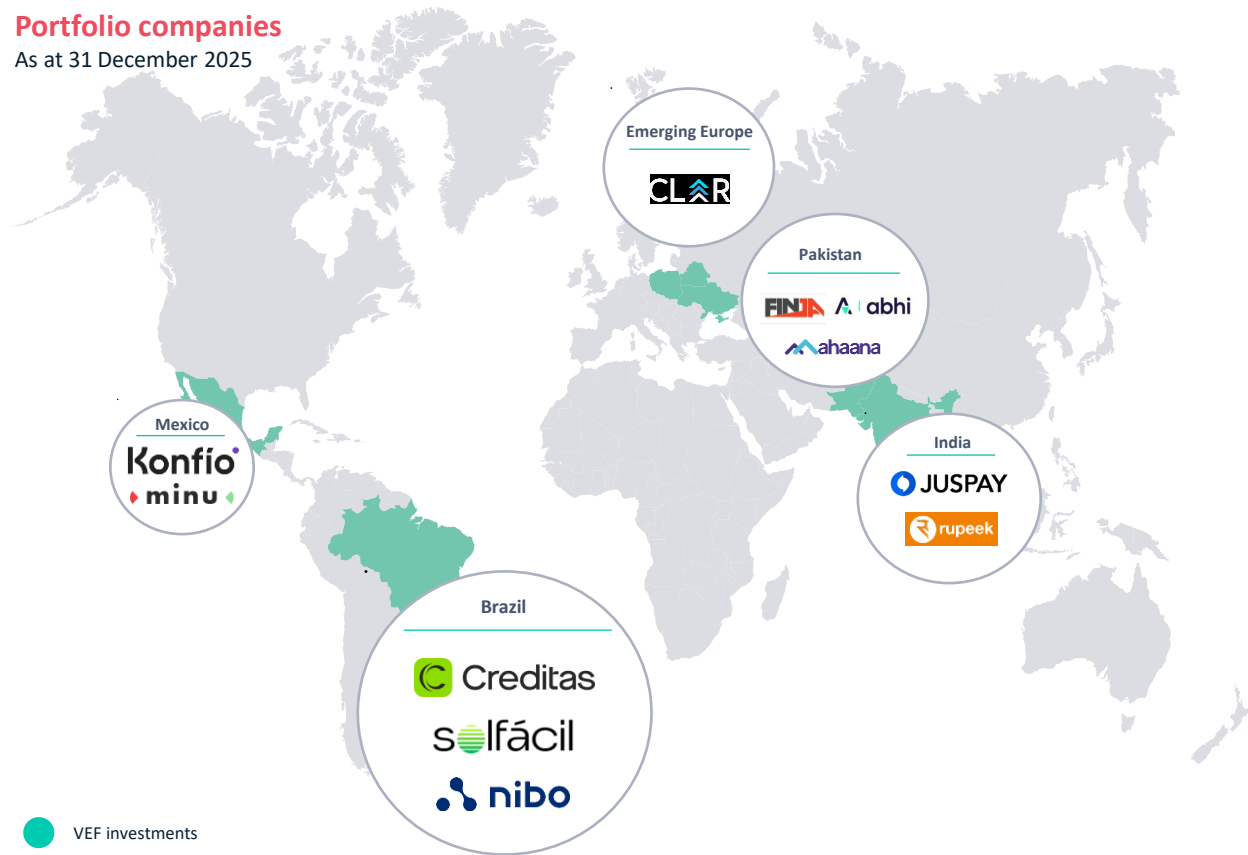 Portfolio companies
As at 31 December 2025
Emerging Europe
CLAR
Pakistan
FINJA abhi
mahaana
Mexico
Konfío
minu
India
JUSPAY
rupeek
Brazil
Creditas
solfácil
nibo
VEF investments